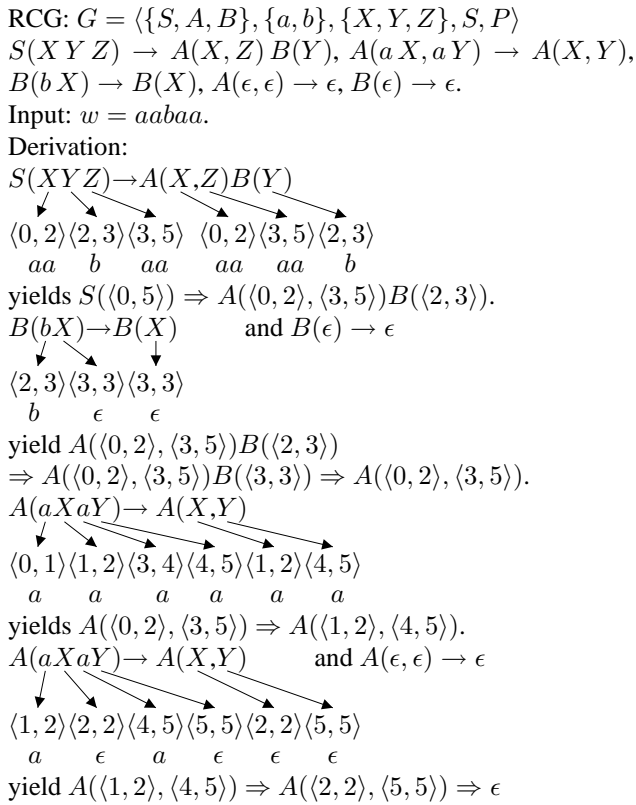 RCG: G = ⟨{S, A, B}, {a, b}, {X, Y, Z}, S, P⟩
S(X Y Z) → A(X, Z) B(Y), A(a X, a Y) → A(X, Y),
B(b X) → B(X), A(ϵ, ϵ) → ϵ, B(ϵ) → ϵ.
Input: w = aabaa.
Derivation:
S(XYZ)→A(X,Z)B(Y)
⟨0, 2⟩⟨2, 3⟩⟨3, 5⟩ ⟨0, 2⟩⟨3, 5⟩⟨2, 3⟩
aa b aa aa aa b
yields S(⟨0, 5⟩) ⇒ A(⟨0, 2⟩, ⟨3, 5⟩)B(⟨2, 3⟩).
B(bX)→B(X) and B(ϵ) → ϵ
⟨2, 3⟩⟨3, 3⟩⟨3, 3⟩
b ϵ ϵ
yield A(⟨0, 2⟩, ⟨3, 5⟩)B(⟨2, 3⟩)
⇒ A(⟨0, 2⟩, ⟨3, 5⟩)B(⟨3, 3⟩) ⇒ A(⟨0, 2⟩, ⟨3, 5⟩).
A(aXaY)→ A(X,Y)
⟨0, 1⟩⟨1, 2⟩⟨3, 4⟩⟨4, 5⟩⟨1, 2⟩⟨4, 5⟩
a a a a a a
yields A(⟨0, 2⟩, ⟨3, 5⟩) ⇒ A(⟨1, 2⟩, ⟨4, 5⟩).
A(aXaY)→ A(X,Y) and A(ϵ, ϵ) → ϵ
⟨1, 2⟩⟨2, 2⟩⟨4, 5⟩⟨5, 5⟩⟨2, 2⟩⟨5, 5⟩
a ϵ a ϵ ϵ ϵ
yield A(⟨1, 2⟩, ⟨4, 5⟩) ⇒ A(⟨2, 2⟩, ⟨5, 5⟩) ⇒ ϵ